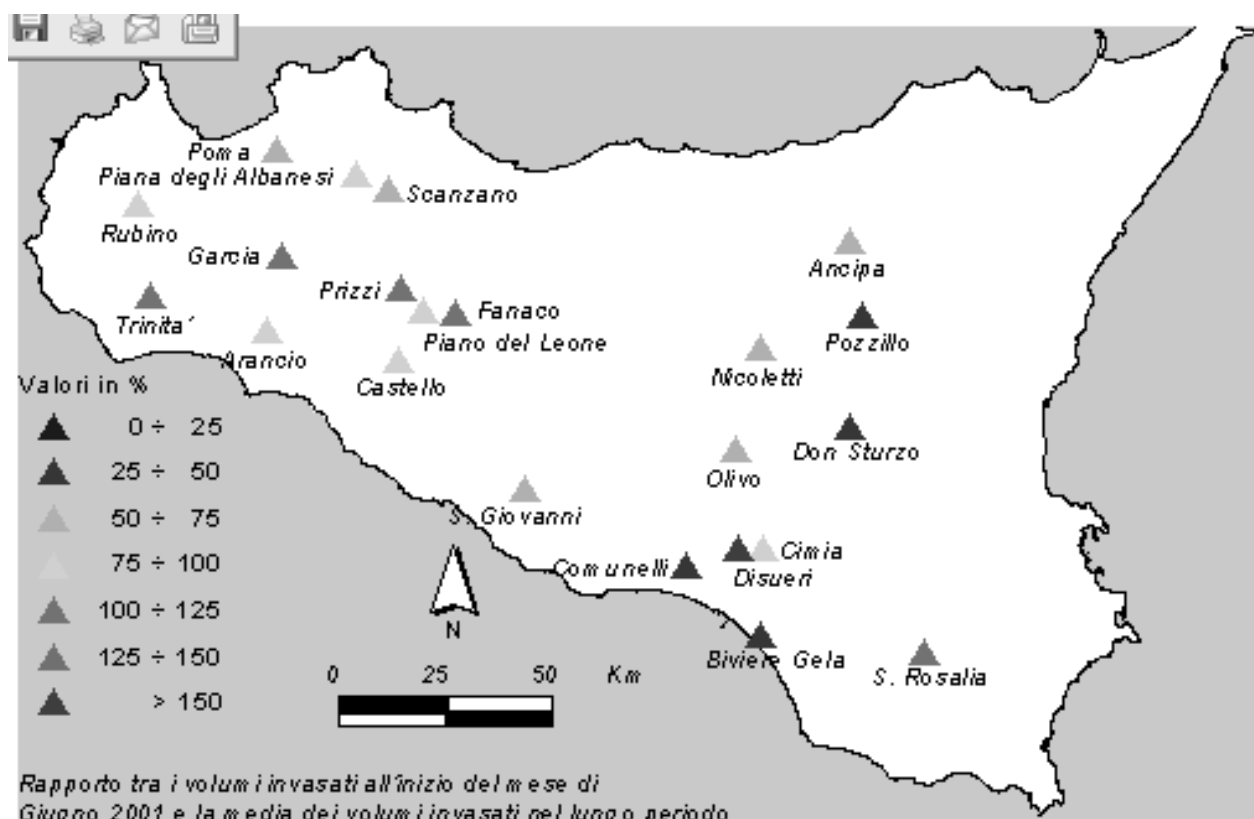 Poma
Piana degli Albanesi
Scanzano
Rubino
Garcia
Ancipa
Prizzi
Fanaco
Trinita´
Piano del Leone
Pozzillo
Arancio
Castello
Nicoletti
Valori in %
0 ÷ 25
25 ÷ 50
50 ÷ 75
75 ÷ 100
100 ÷ 125
125 ÷ 150
> 150
Don Sturzo
Olivo
S. Giovanni
Cimia
Comunelli
Disueri
N
Biviere Gela
S. Rosalia
0 25 50 Km
Rapporto tra i volumi invasati all'inizio del mese di
Giugno 2001 e la media dei volumi invasati nel lungo periodo